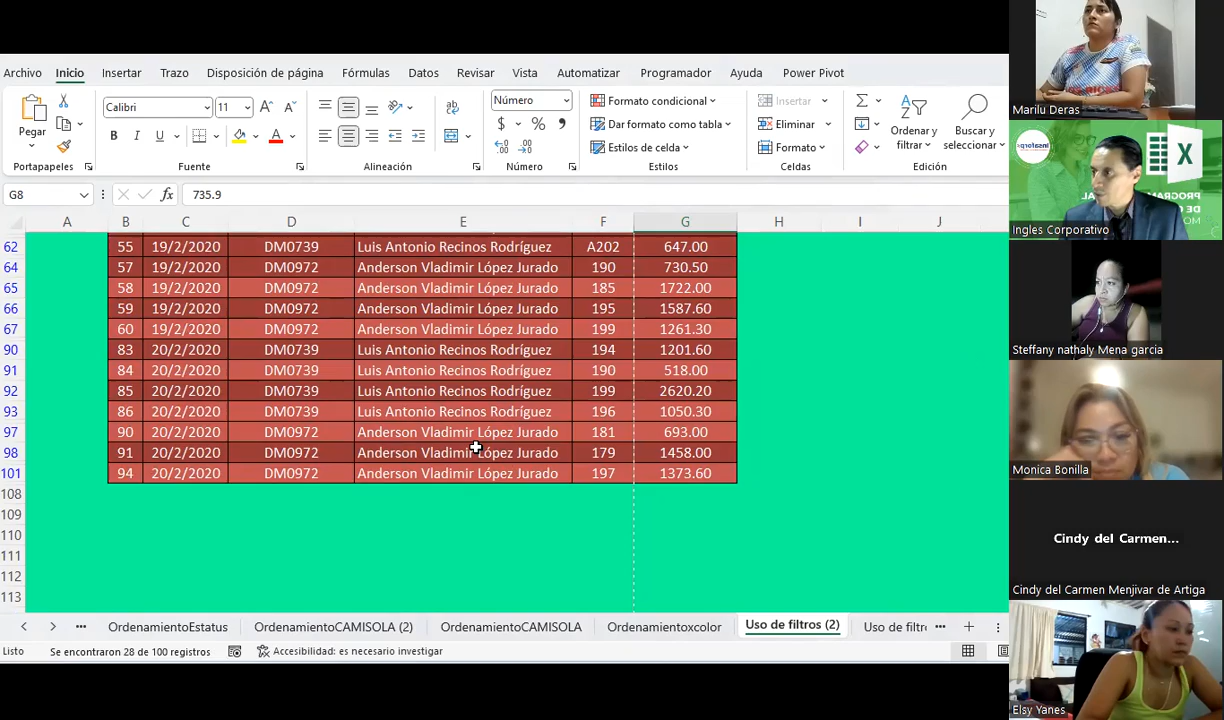 Archivo Inicio Insertar Trazo Disposición de página Fórmulas Datos Revisar Vista Automatizar Programador Ayuda Power Pivot
Pegar
Calibri 11
N K S
Número
$ %
Formato condicional
Dar formato como tabla
Estilos de celda
Insertar
Eliminar
Formato
Ordenar y
filtrar
Buscar y
seleccionar
Portapapeles Fuente Alineación Número Estilos Celdas Edición
G8 fx 735.9
A B C D E F G H I J
62 55 19/2/2020 DM0739 Luis Antonio Recinos Rodríguez A202 647.00
64 57 19/2/2020 DM0972 Anderson Vladimir López Jurado 190 730.50
65 58 19/2/2020 DM0972 Anderson Vladimir López Jurado 185 1722.00
66 59 19/2/2020 DM0972 Anderson Vladimir López Jurado 195 1587.60
67 60 19/2/2020 DM0972 Anderson Vladimir López Jurado 199 1261.30
90 83 20/2/2020 DM0739 Luis Antonio Recinos Rodríguez 194 1201.60
91 84 20/2/2020 DM0739 Luis Antonio Recinos Rodríguez 190 518.00
92 85 20/2/2020 DM0739 Luis Antonio Recinos Rodríguez 199 2620.20
93 86 20/2/2020 DM0739 Luis Antonio Recinos Rodríguez 196 1050.30
97 90 20/2/2020 DM0972 Anderson Vladimir López Jurado 181 693.00
98 91 20/2/2020 DM0972 Anderson Vladimir López Jurado 179 1458.00
101 94 20/2/2020 DM0972 Anderson Vladimir López Jurado 197 1373.60
108
109
110
111
112
113
OrdenamientoEstatus OrdenamientoCAMISOLA (2) OrdenamientoCAMISOLA Ordenamientoxcolor Uso de filtros (2) Uso de filtr
Listo Se encontraron 28 de 100 registros Accesibilidad: es necesario investigar
Marilu Deras
X
Ingles Corporativo
Steffany nathaly Mena garcia
Monica Bonilla
Cindy del Carmen...
Cindy del Carmen Menjivar de Artiga
Elsy Yanes